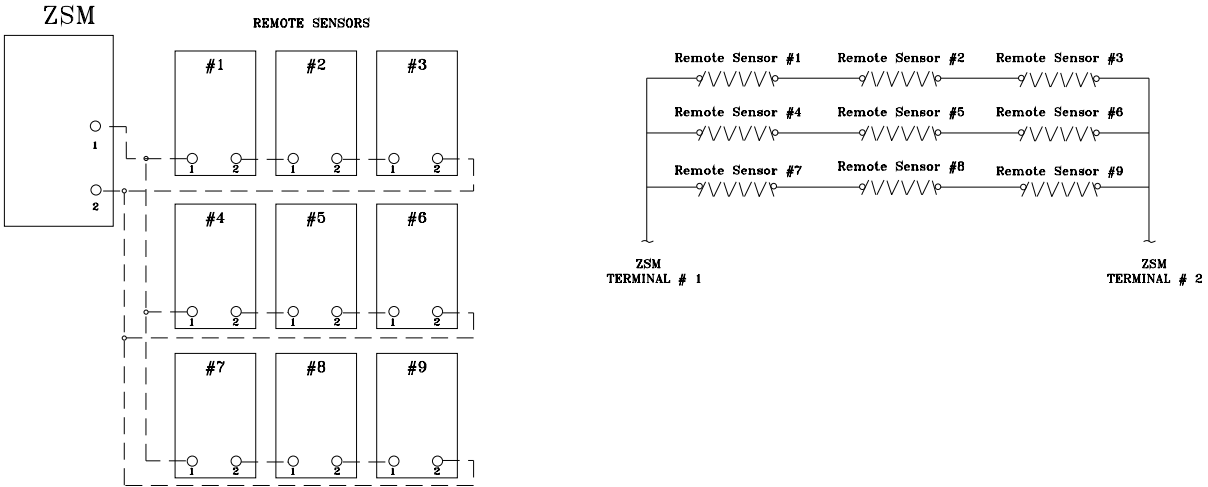 ZSM
REMOTE SENSORS
#1 #2 #3
1
1 2 1 2 1 2
2
#4 #5 #6
1 2 1 2 1 2
#7 #8 #9
1 2 1 2 1 2
Remote Sensor #1 Remote Sensor #2 Remote Sensor #3
Remote Sensor #4 Remote Sensor #5 Remote Sensor #6
Remote Sensor #7 Remote Sensor #8 Remote Sensor #9
ZSM
TERMINAL # 1
ZSM
TERMINAL # 2